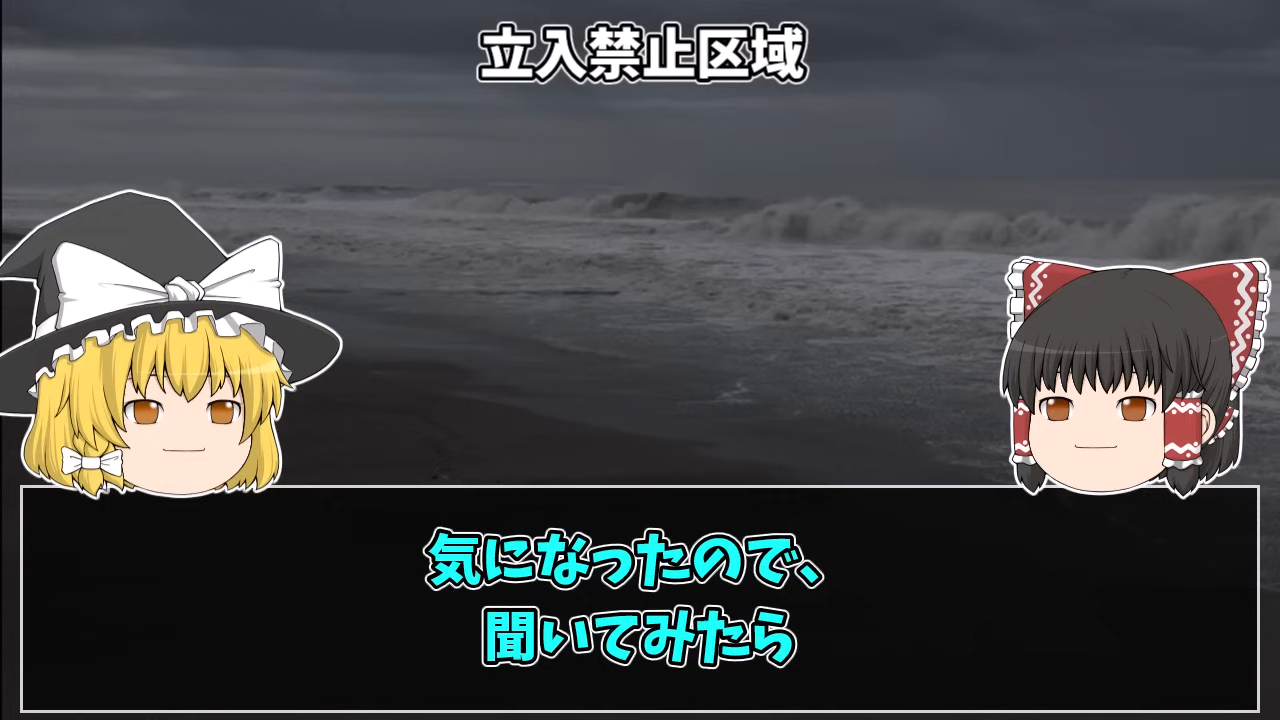 立入禁止区域
気になったので、
聞いてみたら